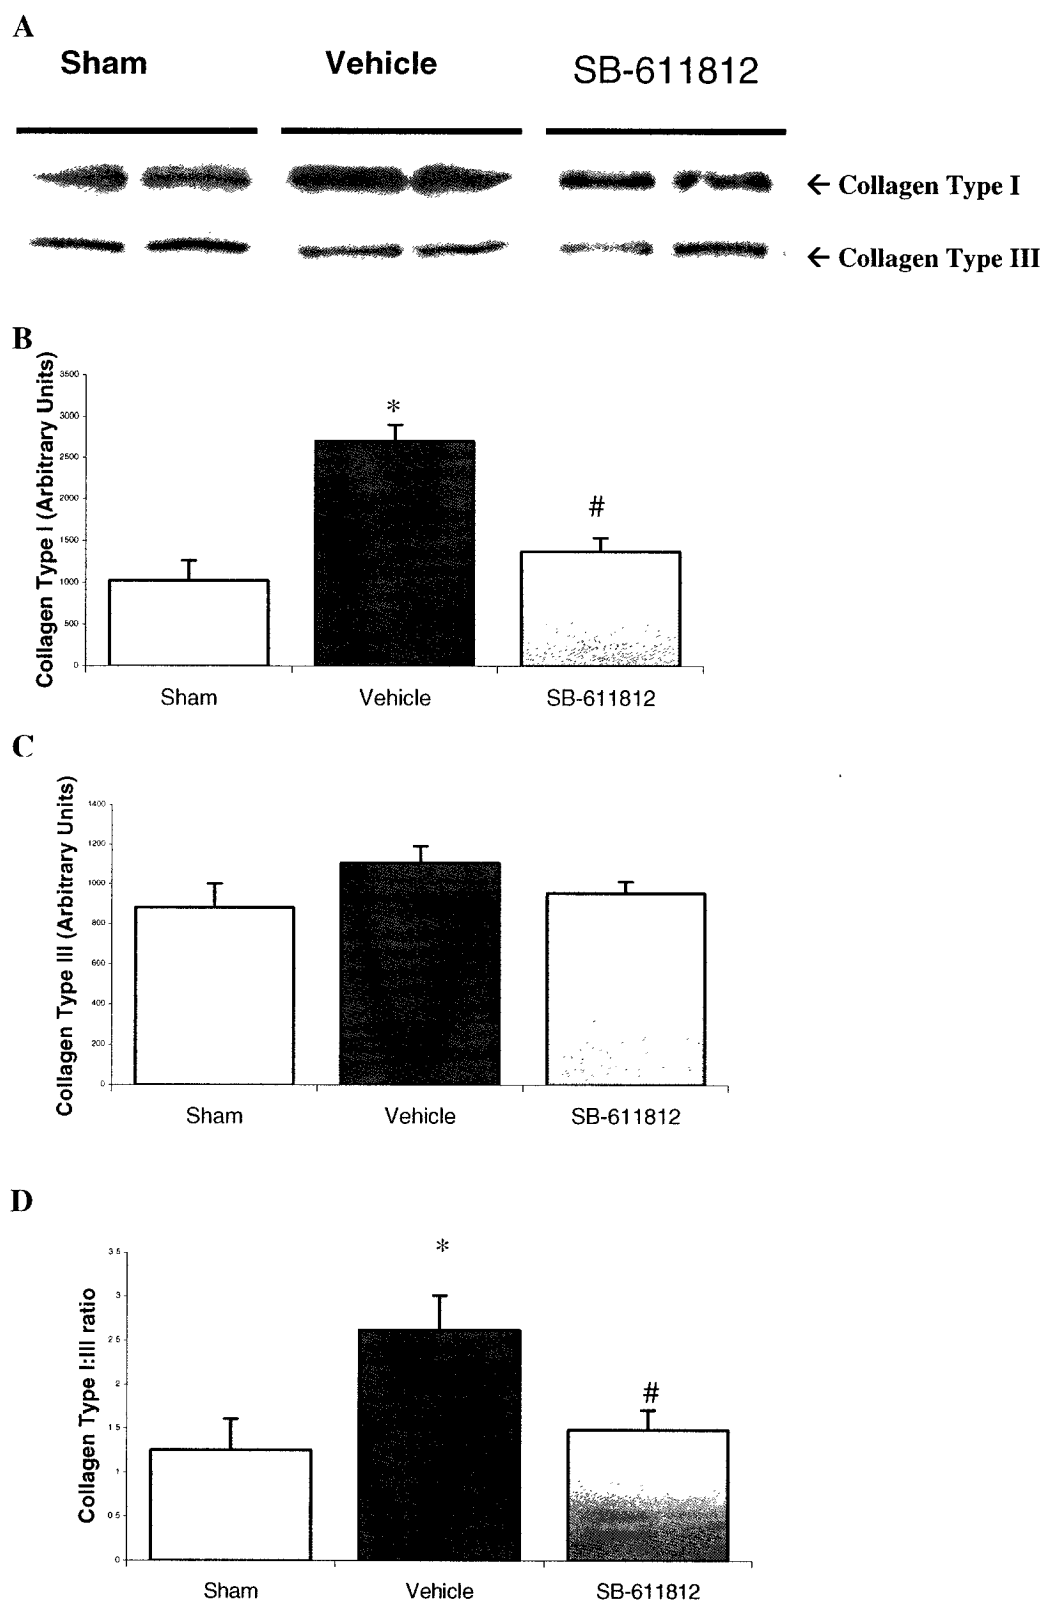 A
Sham Vehicle SB-611812
← Collagen Type I
← Collagen Type III
B
Collagen Type I (Arbitrary Units)
3500
3000
2500
2000
1500
1000
500
0
*
#
Sham Vehicle SB-611812
C
Collagen Type III (Arbitrary Units)
1400
1200
1000
800
600
400
200
0
Sham Vehicle SB-611812
D
Collagen Type I:III ratio
3 5
3
2 5
2
1 5
1
0 5
0
*
#
Sham Vehicle SB-611812